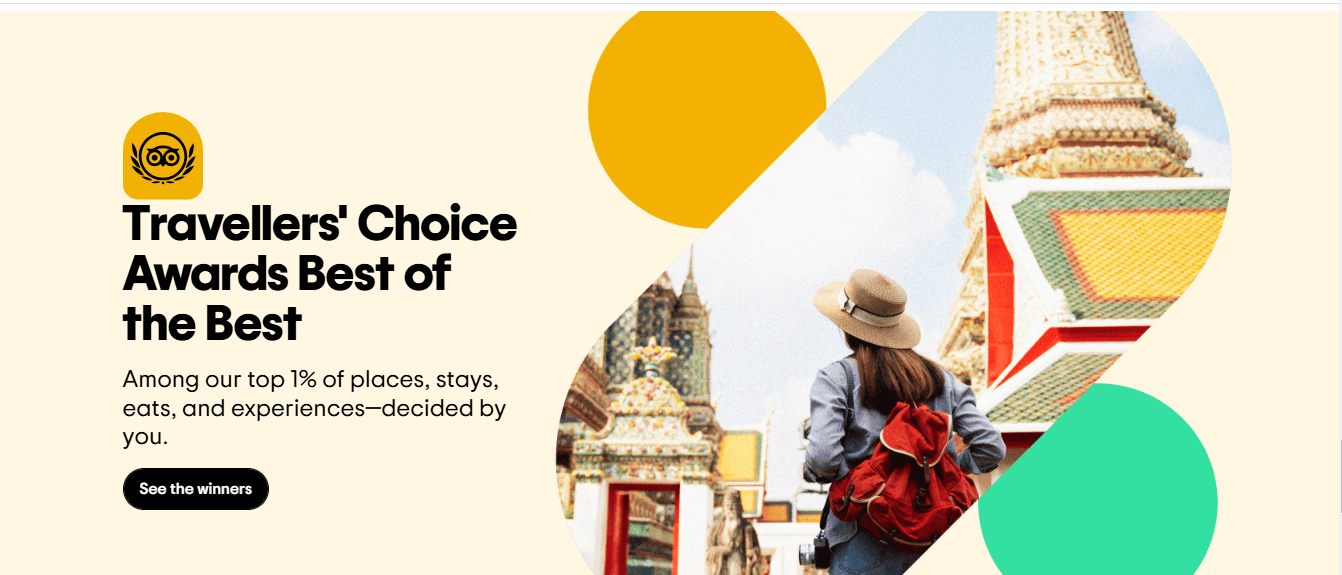 Travellers' Choice
Awards Best of
the Best
Among our top 1% of places, stays,
eats, and experiences—decided by
you.
See the winners